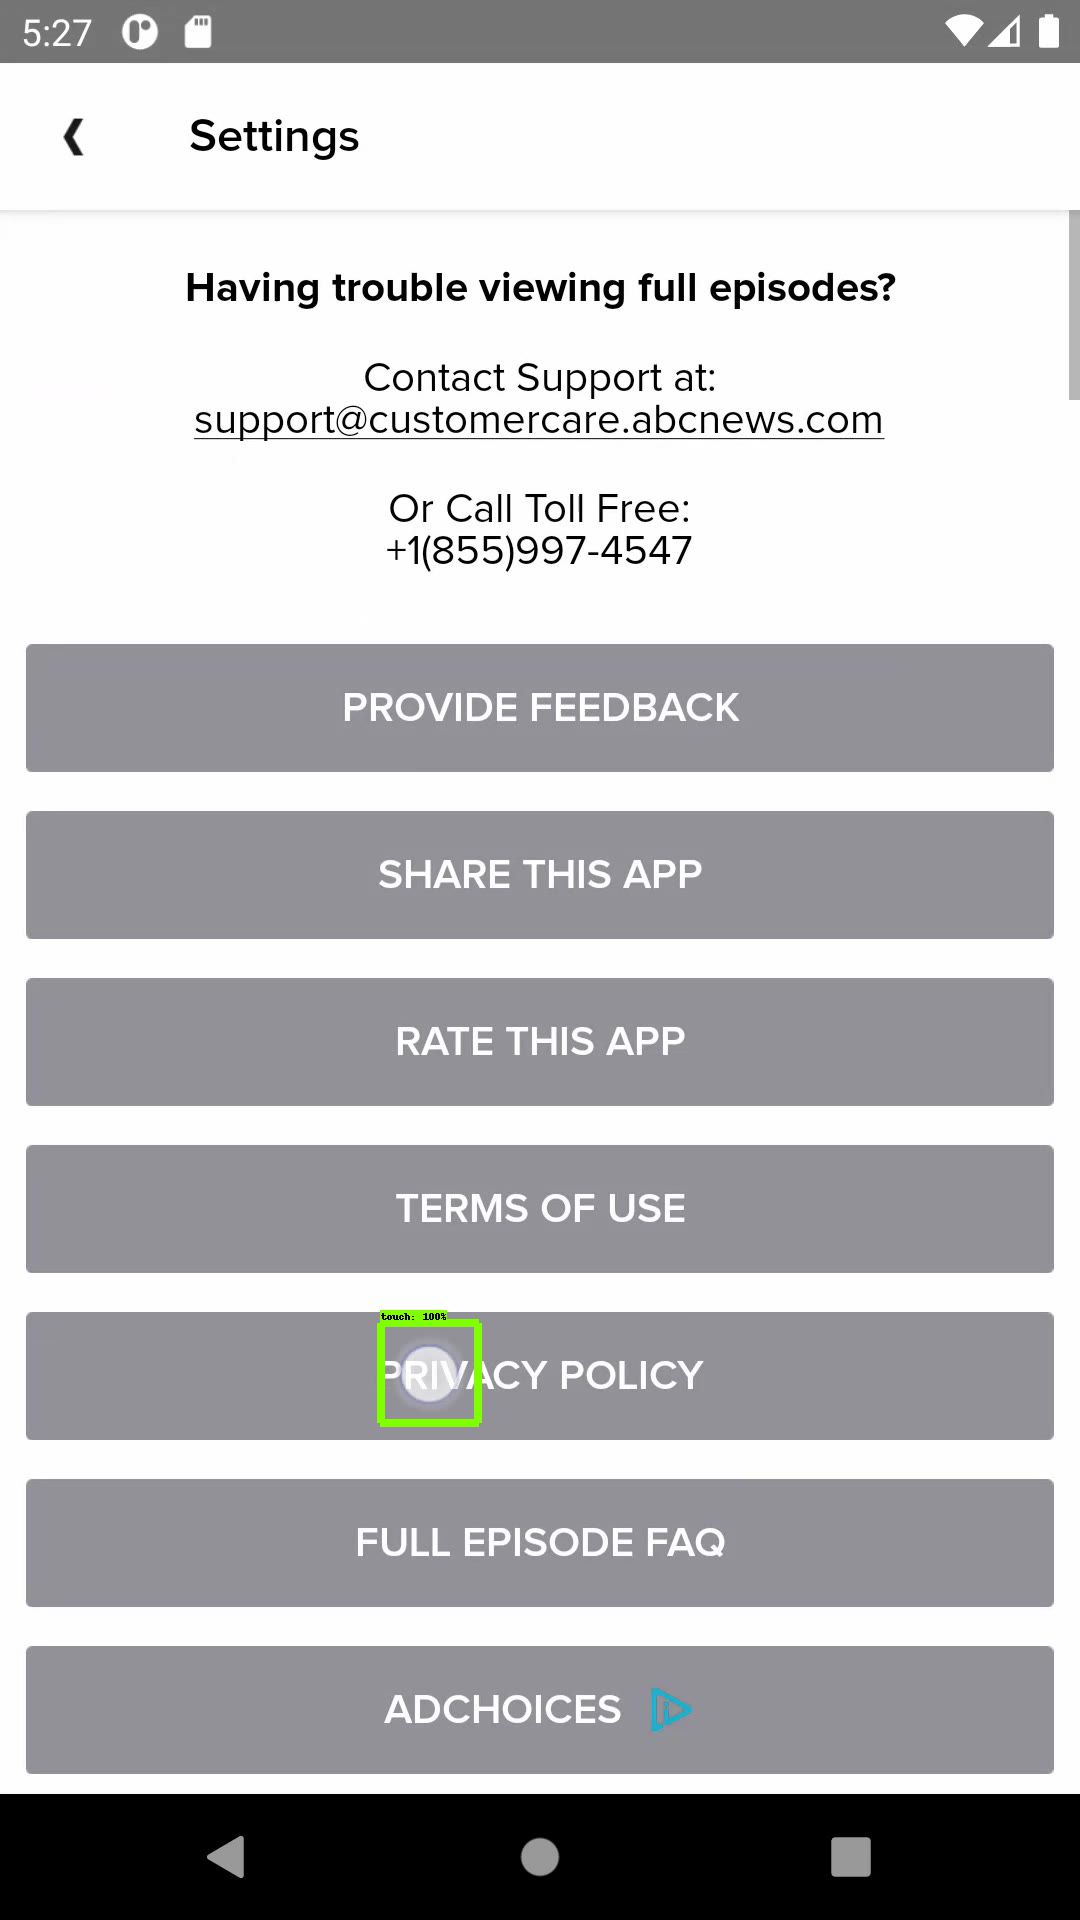 5:27
Settings
Having trouble viewing full episodes?
Contact Support at:
support@customercare.abcnews.com
Or Call Toll Free:
+1(855)997-4547
PROVIDE FEEDBACK
SHARE THIS APP
RATE THIS APP
TERMS OF USE
touch: 100%
PRIVACY POLICY
FULL EPISODE FAQ
ADCHOICES